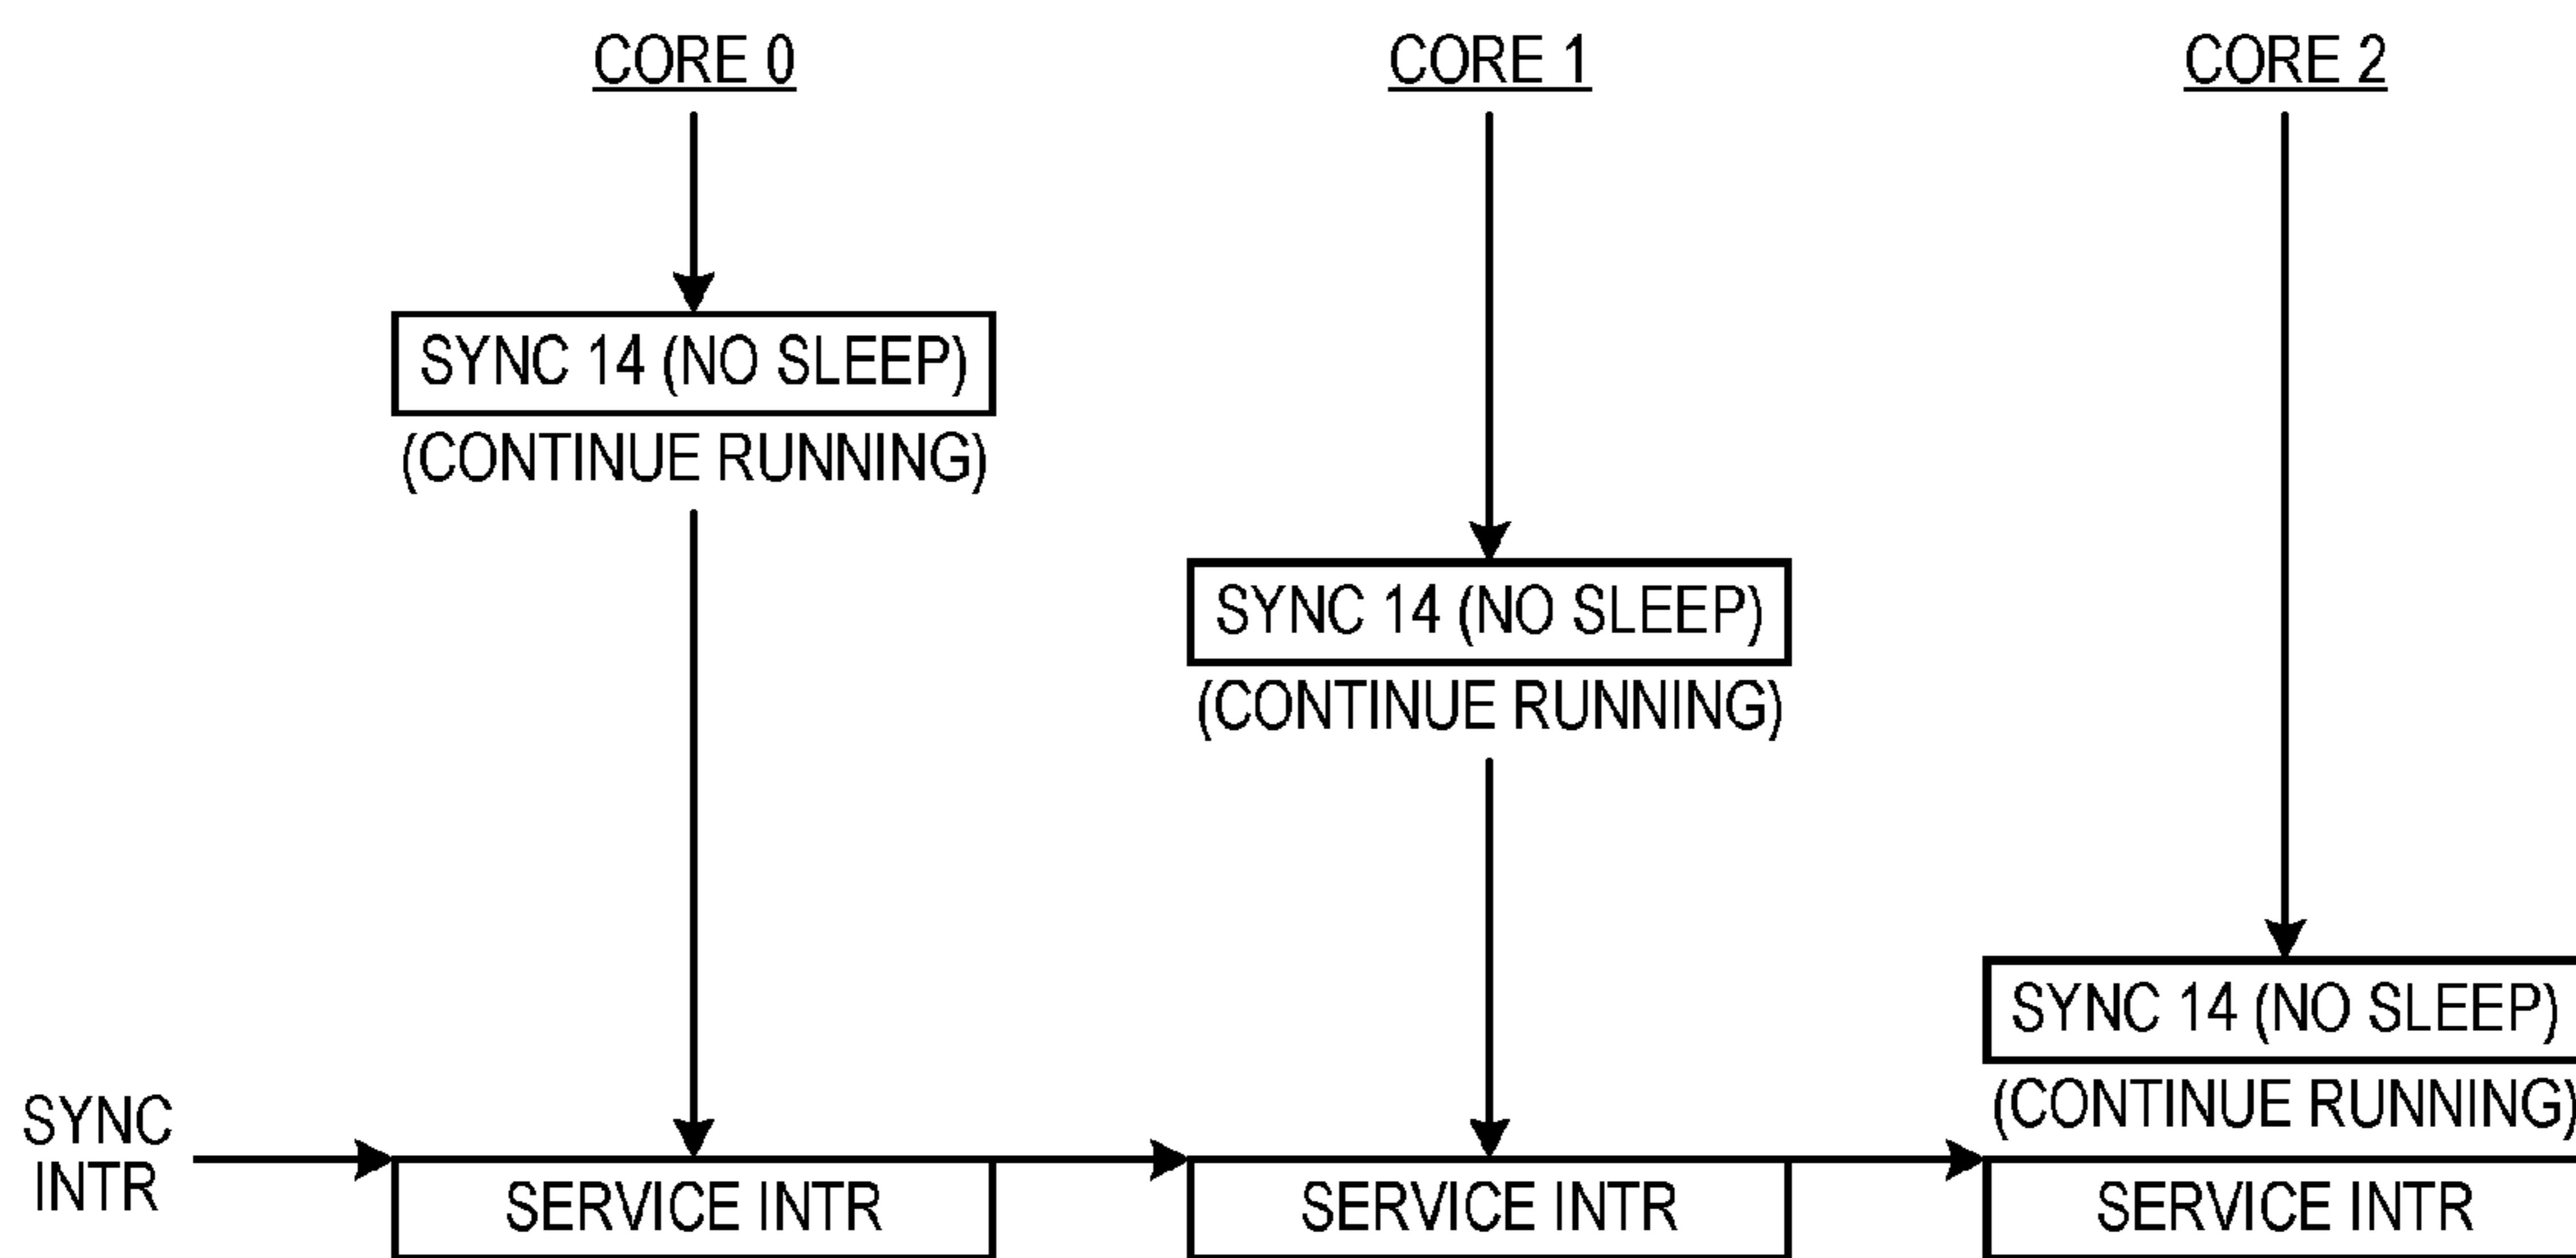 CORE 0
CORE 1
CORE 2
SYNC 14 (NO SLEEP)
(CONTINUE RUNNING)
SYNC 14 (NO SLEEP)
(CONTINUE RUNNING)
SYNC 14 (NO SLEEP)
(CONTINUE RUNNING)
SYNC
INTR
SERVICE INTR
SERVICE INTR
SERVICE INTR